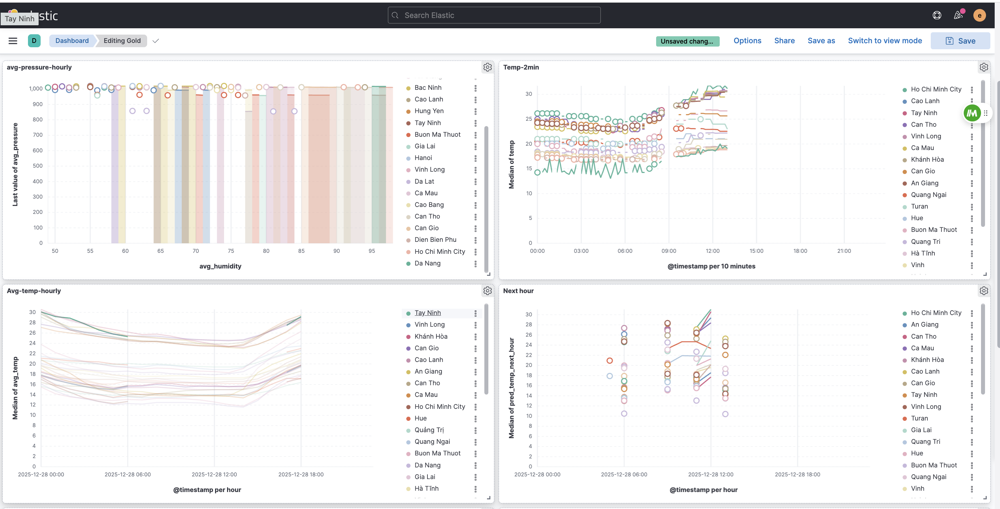 Tay Ninh
stic
Search Elastic
e
D
Dashboard
Editing Gold
Unsaved chang...
Options
Share
Save as
Switch to view mode
Save
avg-pressure-hourly
1,000
900
800
700
600
500
400
300
200
100
0
Last value of avg_pressure
50
55
60
65
70
75
80
85
90
95
avg_humidity
Bac Ninh
Cao Lanh
Hung Yen
Tay Ninh
Buon Ma Thuot
Gia Lai
Hanoi
Vinh Long
Da Lat
Ca Mau
Cao Bang
Can Tho
Can Gio
Dien Bien Phu
Ho Chi Minh City
Da Nang
Temp-2min
30
25
20
15
10
5
0
Median of temp
00:00
03:00
06:00
09:00
12:00
15:00
18:00
21:00
@timestamp per 10 minutes
Ho Chi Minh City
Cao Lanh
Tay Ninh
Can Tho
Vinh Long
Ca Mau
Khánh Hòa
Can Gio
An Giang
Quang Ngai
Turan
Hue
Buon Ma Thuot
Quang Tri
Hà Tĩnh
Vinh
Avg-temp-hourly
30
28
26
24
22
20
18
16
14
12
10
8
6
4
2
0
Median of avg_temp
2025-12-28 00:00
2025-12-28 06:00
2025-12-28 12:00
2025-12-28 18:00
@timestamp per hour
Tay Ninh
Vinh Long
Khánh Hòa
Can Gio
Cao Lanh
An Giang
Can Tho
Ca Mau
Ho Chi Minh City
Hue
Quảng Trị
Quang Ngai
Buon Ma Thuot
Da Nang
Gia Lai
Hà Tĩnh
Next hour
30
28
26
24
22
20
18
16
14
12
10
8
6
4
2
0
Median of pred_temp_next_hour
2025-12-28 00:00
2025-12-28 06:00
2025-12-28 12:00
2025-12-28 18:00
@timestamp per hour
Ho Chi Minh City
An Giang
Can Tho
Ca Mau
Khánh Hòa
Cao Lanh
Can Gio
Tay Ninh
Vinh Long
Turan
Gia Lai
Quang Tri
Hue
Buon Ma Thuot
Quang Ngai
Vinh